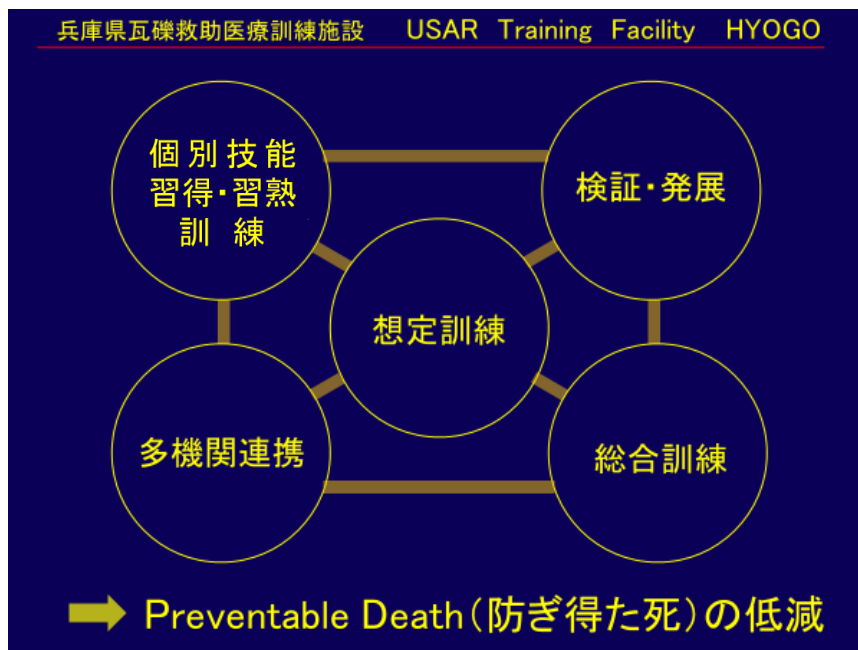 兵庫県瓦礫救助医療訓練施設 USAR Training Facility HYOGO
個別技能
習得・習熟
訓練
検証・発展
想定訓練
多機関連携
総合訓練
Preventable Death(防ぎ得た死)の低減